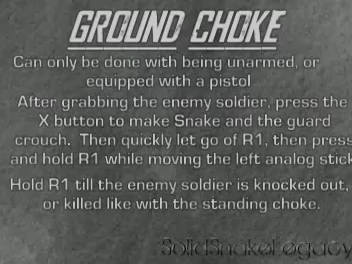 GROUND CHOKE
Can only be done with being unarmed, or
equipped with a pistol
After grabbing the enemy soldier, press the
X button to make Snake and the guard
crouch. Then quickly let go of R1, then press
and hold R1 while moving the left analog stick
Hold R1 till the enemy soldier is knocked out,
or killed like with the standing choke.
SolidSnakeLegacy